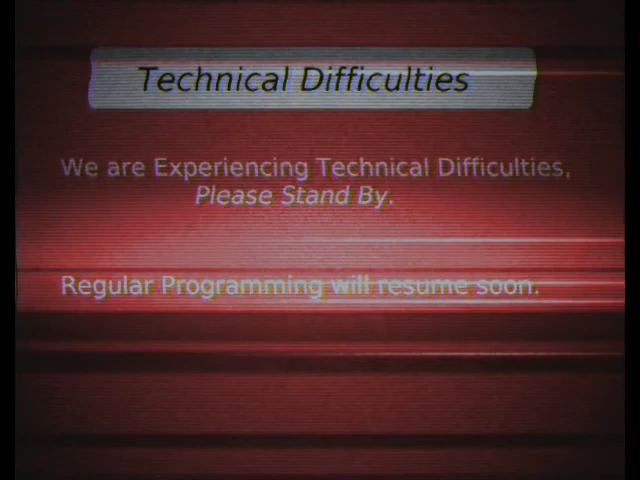 Technical Difficulties
We are Experiencing Technical Difficulties,
Please Stand By.
Regular Programming will resume soon.